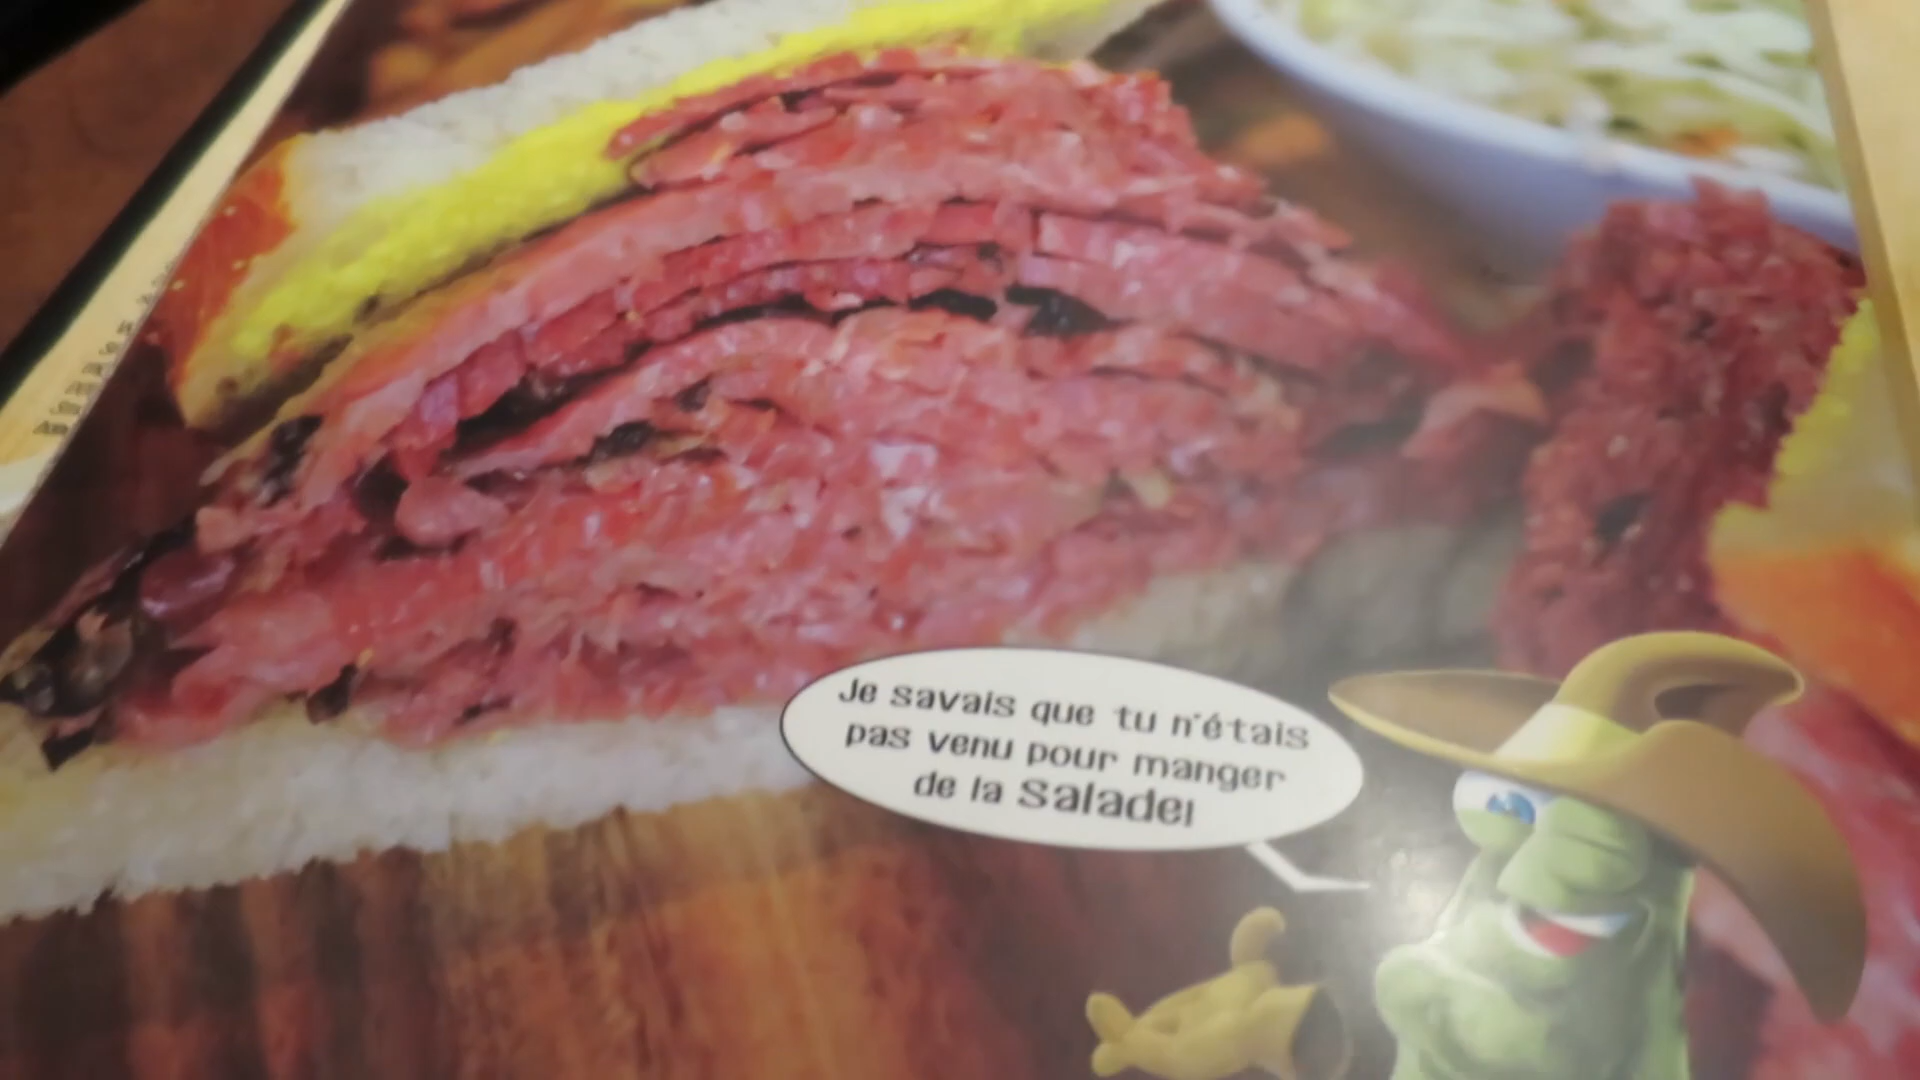 Je savais que tu n'étais
pas venu pour manger
de la Salade!